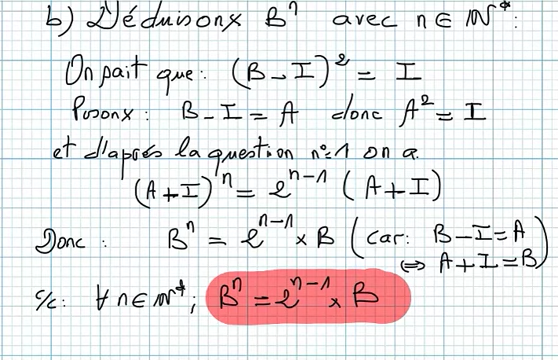 b) Déduisons Bⁿ avec n ∈ ℕ*:
On sait que: (B - I)² = I
Posons: B - I = A donc A² = I
et d'après la question n°1 on a
(A+I)ⁿ = 2ⁿ⁻¹ (A+I)
Donc: Bⁿ = 2ⁿ⁻¹ × B (car: B - I = A
⇔ A + I = B)
c/c: ∀ n ∈ ℕ*; Bⁿ = 2ⁿ⁻¹ × B